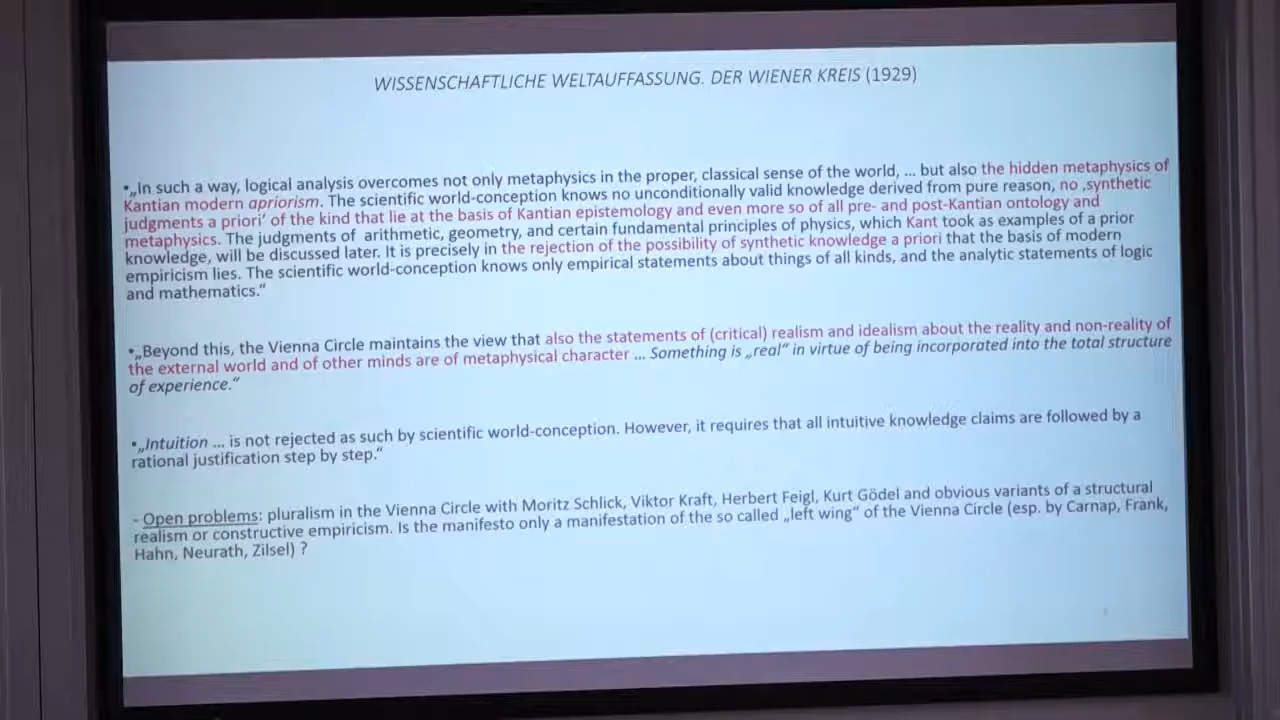 WISSENSCHAFTLICHE WELTAUFFASSUNG. DER WIENER KREIS (1929)
•„In such a way, logical analysis overcomes not only metaphysics in the proper, classical sense of the world, ... but also the hidden metaphysics of
Kantian modern apriorism. The scientific world-conception knows no unconditionally valid knowledge derived from pure reason, no ‚synthetic
judgments a priori’ of the kind that lie at the basis of Kantian epistemology and even more so of all pre- and post-Kantian ontology and
metaphysics. The judgments of arithmetic, geometry, and certain fundamental principles of physics, which Kant took as examples of a prior
knowledge, will be discussed later. It is precisely in the rejection of the possibility of synthetic knowledge a priori that the basis of modern
empiricism lies. The scientific world-conception knows only empirical statements about things of all kinds, and the analytic statements of logic
and mathematics.“
•„Beyond this, the Vienna Circle maintains the view that also the statements of (critical) realism and idealism about the reality and non-reality of
the external world and of other minds are of metaphysical character ... Something is „real“ in virtue of being incorporated into the total structure
of experience.“
•„Intuition ... is not rejected as such by scientific world-conception. However, it requires that all intuitive knowledge claims are followed by a
rational justification step by step.“
- Open problems: pluralism in the Vienna Circle with Moritz Schlick, Viktor Kraft, Herbert Feigl, Kurt Gödel and obvious variants of a structural
realism or constructive empiricism. Is the manifesto only a manifestation of the so called „left wing“ of the Vienna Circle (esp. by Carnap, Frank,
Hahn, Neurath, Zilsel) ?